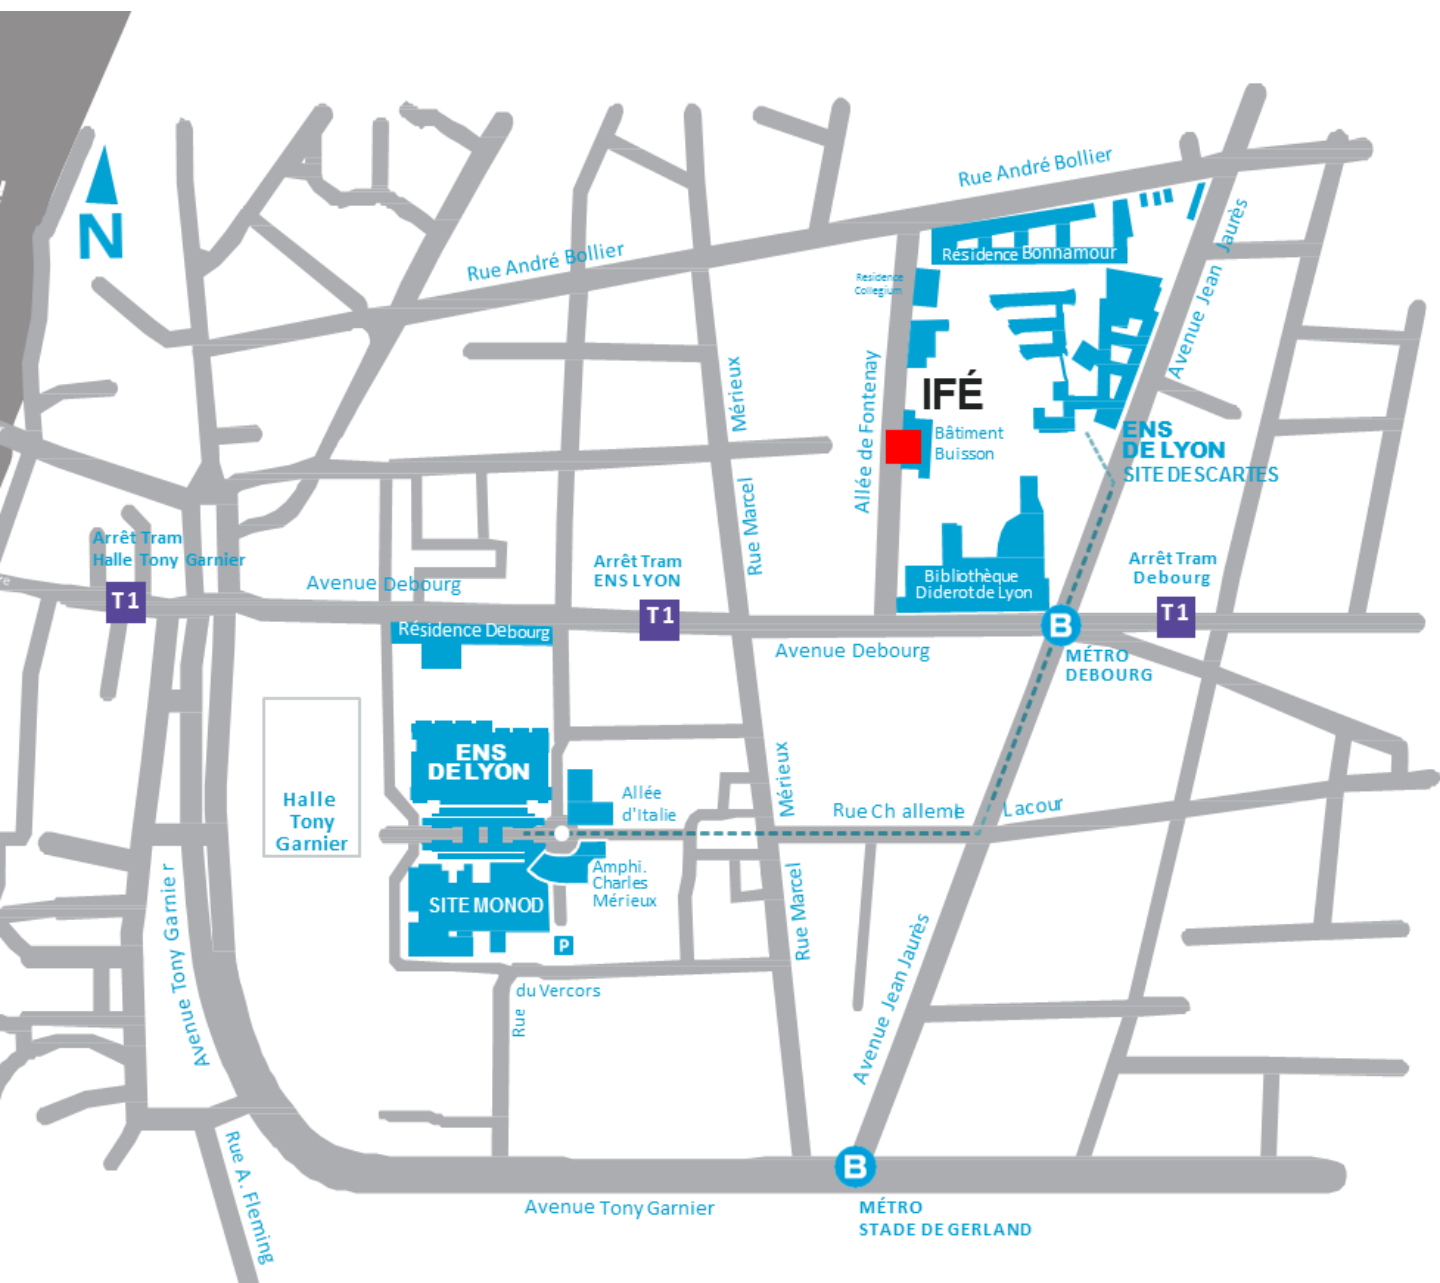 Rue André Bollier
N
Rue André Bollier
Avenue Jean Jaurès
Résidence Bonnamour
Residence
Collegium
Mérieux
Allée de Fontenay
IFÉ
Bâtiment
Buisson
ENS
DE LYON
SITE DESCARTES
Rue Marcel
Arrêt Tram
Halle Tony Garnier
T1
Avenue Debourg
Arrêt Tram
ENS LYON
T1
Bibliothèque
Diderot de Lyon
Arrêt Tram
Debourg
T1
B
MÉTRO
DEBOURG
Résidence Debourg
Avenue Debourg
ENS
DE LYON
Halle
Tony
Garnier
Allée
d'Italie
Mérieux
Rue Challeme
Lacour
Amphi.
Charles
Mérieux
SITE MONOD
P
Rue Marcel
Avenue Tony Garnier
Avenue Jean Jaurès
du Vercors
Rue
Rue A. Fleming
B
Avenue Tony Garnier
MÉTRO
STADE DE GERLAND